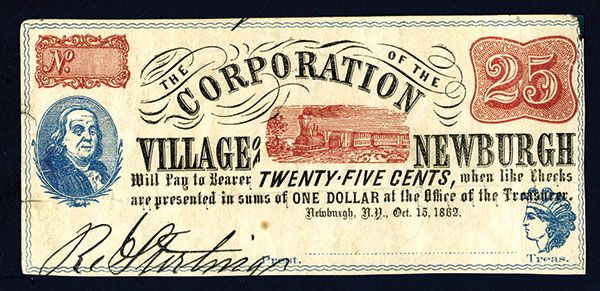 No.
THE CORPORATION OF THE
25
VILLAGE OF NEWBURGH
Will Pay to Bearer TWENTY-FIVE CENTS, when like Checks
are presented in sums of ONE DOLLAR at the Office of the Treasurer.
Newburgh, N.Y., Oct. 15, 1862.
Prest. Treas.